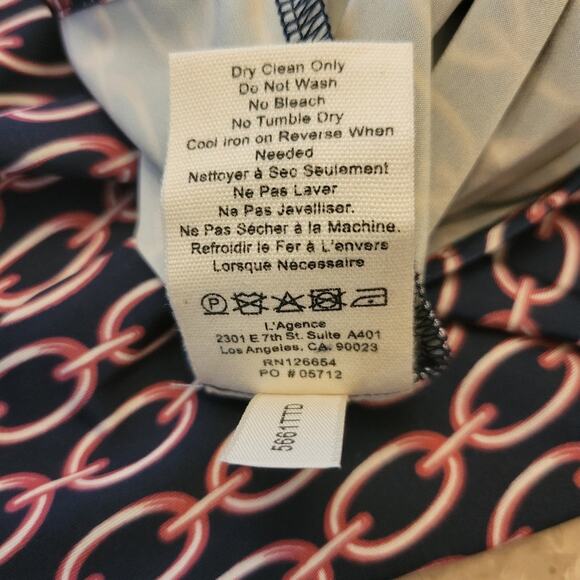 Dry Clean Only
Do Not Wash
No Bleach
No Tumble Dry
Cool iron on Reverse When
Needed
Nettoyer à Sec Seulement
Ne Pas Laver
Ne Pas Javelliser.
Ne Pas Sécher à la Machine.
Refroidir le Fer à L'envers
Lorsque Nécessaire
P
L'Agence
2301 E 7th St. Suite A401
Los Angeles, CA. 90023
RN126654
PO # 05712
5661TTD